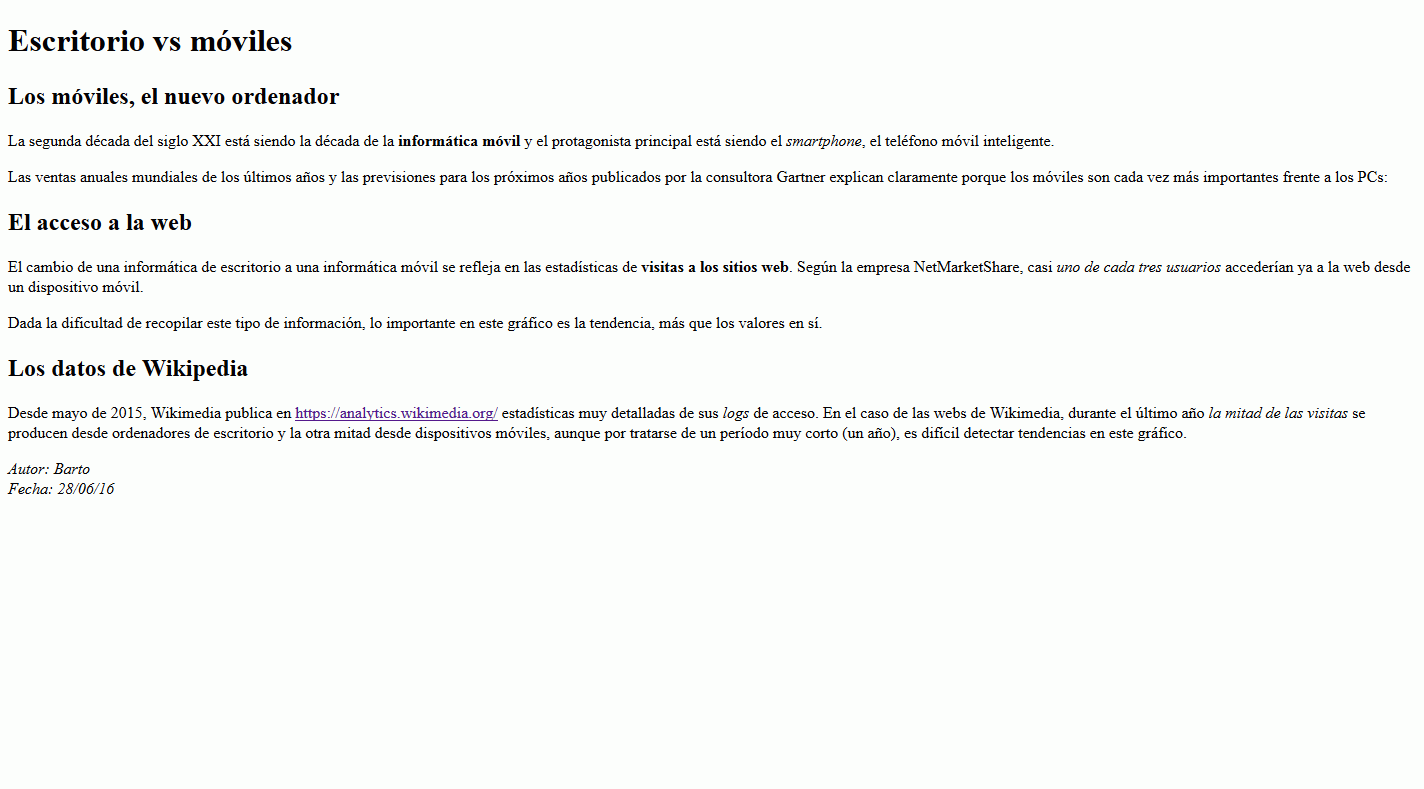 Escritorio vs móviles
Los móviles, el nuevo ordenador
La segunda década del siglo XXI está siendo la década de la informática móvil y el protagonista principal está siendo el smartphone, el teléfono móvil inteligente.
Las ventas anuales mundiales de los últimos años y las previsiones para los próximos años publicados por la consultora Gartner explican claramente porque los móviles son cada vez más importantes frente a los PCs:
El acceso a la web
El cambio de una informática de escritorio a una informática móvil se refleja en las estadísticas de visitas a los sitios web. Según la empresa NetMarketShare, casi uno de cada tres usuarios accederían ya a la web desde
un dispositivo móvil.
Dada la dificultad de recopilar este tipo de información, lo importante en este gráfico es la tendencia, más que los valores en sí.
Los datos de Wikipedia
Desde mayo de 2015, Wikimedia publica en https://analytics.wikimedia.org/ estadísticas muy detalladas de sus logs de acceso. En el caso de las webs de Wikimedia, durante el último año la mitad de las visitas se
producen desde ordenadores de escritorio y la otra mitad desde dispositivos móviles, aunque por tratarse de un período muy corto (un año), es difícil detectar tendencias en este gráfico.
Autor: Barto
Fecha: 28/06/16